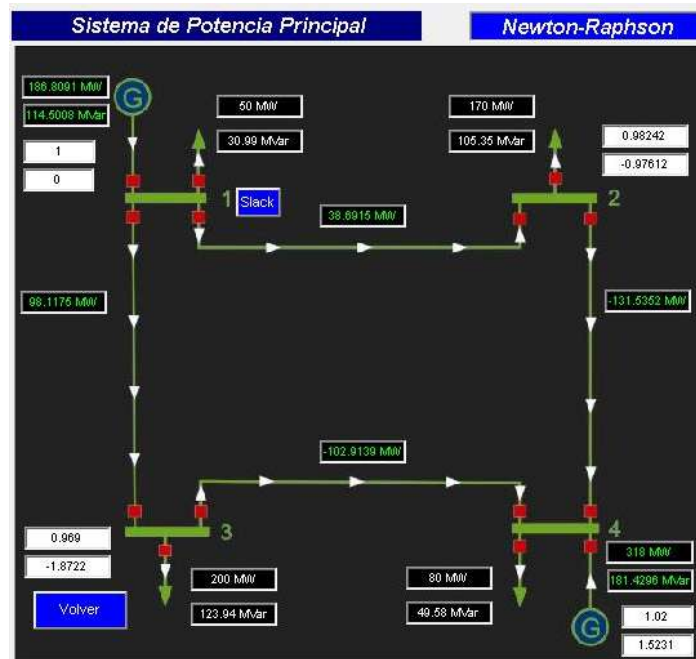 Sistema de Potencia Principal
Newton-Raphson
186.8091 MW
114.5008 MVar
G
50 MW
30.99 MVar
170 MW
105.35 MVar
0.98242
-0.97612
1
0
1
Slack
2
38.6915 MW
98.1175 MW
-131.5352 MW
-102.9139 MW
0.969
-1.8722
3
4
200 MW
123.94 MVar
80 MW
49.58 MVar
318 MW
181.4296 MVar
Volver
G
1.02
1.5231